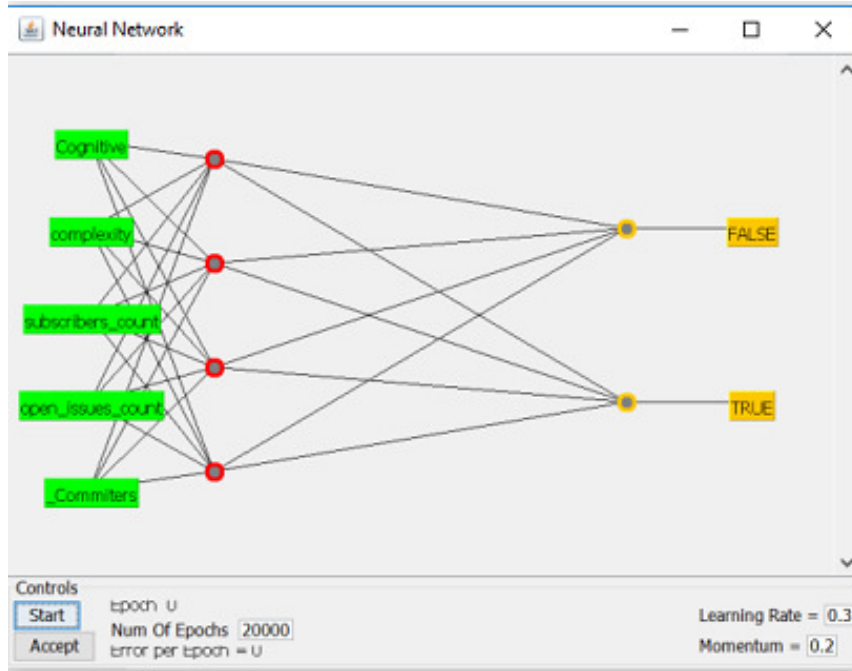 Neural Network
Cognitive
complexity
subscribers_count
open_issues_count
_Commiters
FALSE
TRUE
Controls
Start
Accept
Epoch 0
Num Of Epochs 20000
Error per Epoch = 0
Learning Rate = 0.3
Momentum = 0.2